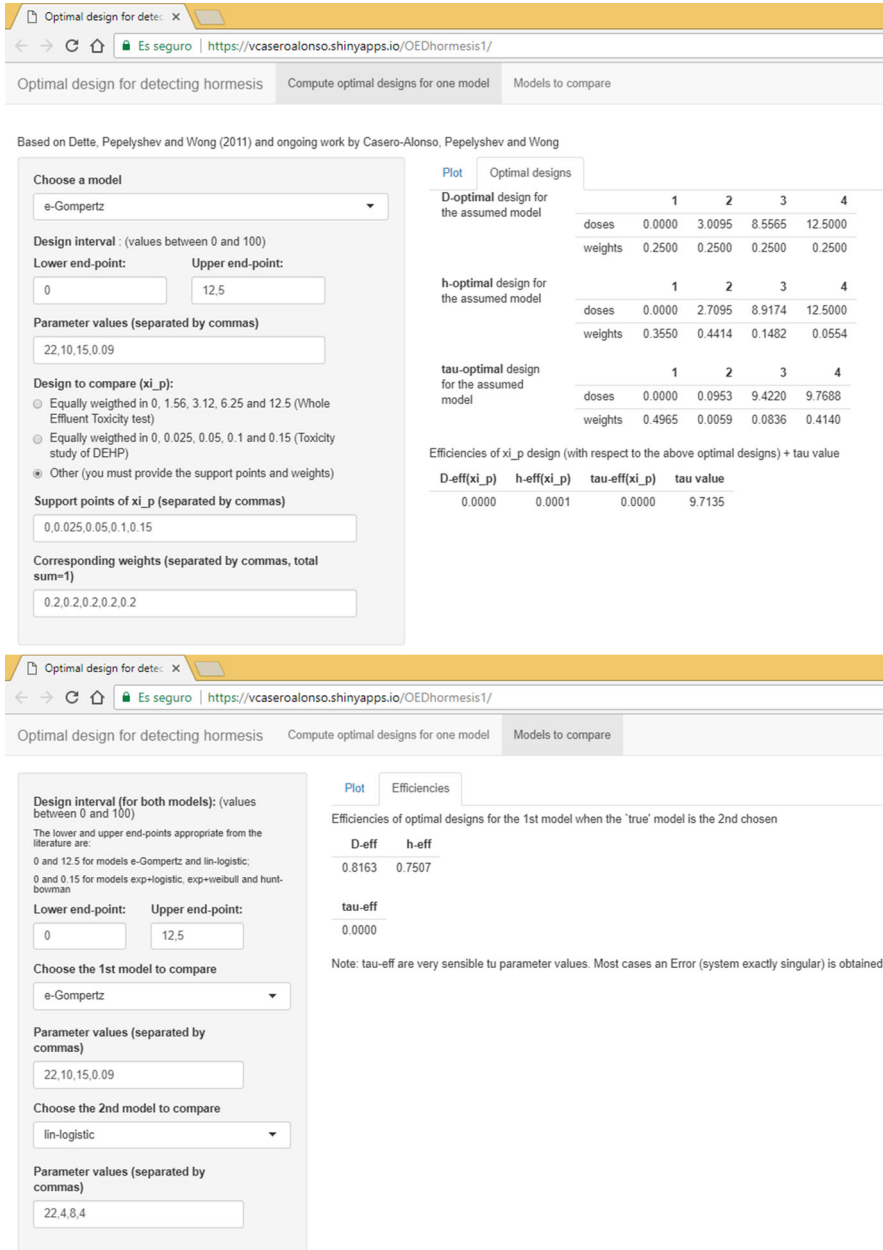 Optimal design for detec ×
Es seguro | https://vcaseroalonso.shinyapps.io/OEDhormesis1/
Optimal design for detecting hormesis Compute optimal designs for one model Models to compare
Based on Dette, Pepelyshev and Wong (2011) and ongoing work by Casero-Alonso, Pepelyshev and Wong
Choose a model
e-Gompertz
Design interval : (values between 0 and 100)
Lower end-point: Upper end-point:
0 12,5
Parameter values (separated by commas)
22,10,15,0.09
Design to compare (xi_p):
Equally weigthed in 0, 1.56, 3.12, 6.25 and 12.5 (Whole
Effluent Toxicity test)
Equally weigthed in 0, 0.025, 0.05, 0.1 and 0.15 (Toxicity
study of DEHP)
Other (you must provide the support points and weights)
Support points of xi_p (separated by commas)
0,0.025,0.05,0.1,0.15
Corresponding weights (separated by commas, total
sum=1)
0.2,0.2,0.2,0.2,0.2
Plot Optimal designs
D-optimal design for
the assumed model
1 2 3 4
doses 0.0000 3.0095 8.5565 12.5000
weights 0.2500 0.2500 0.2500 0.2500
h-optimal design for
the assumed model
1 2 3 4
doses 0.0000 2.7095 8.9174 12.5000
weights 0.3550 0.4414 0.1482 0.0554
tau-optimal design
for the assumed
model
1 2 3 4
doses 0.0000 0.0953 9.4220 9.7688
weights 0.4965 0.0059 0.0836 0.4140
Efficiencies of xi_p design (with respect to the above optimal designs) + tau value
D-eff(xi_p) h-eff(xi_p) tau-eff(xi_p) tau value
0.0000 0.0001 0.0000 9.7135
Optimal design for detec ×
Es seguro | https://vcaseroalonso.shinyapps.io/OEDhormesis1/
Optimal design for detecting hormesis Compute optimal designs for one model Models to compare
Design interval (for both models): (values
between 0 and 100)
The lower and upper end-points appropriate from the
literature are:
0 and 12.5 for models e-Gompertz and lin-logistic;
0 and 0.15 for models exp+logistic, exp+weibull and hunt-
bowman
Lower end-point: Upper end-point:
0 12,5
Choose the 1st model to compare
e-Gompertz
Parameter values (separated by
commas)
22,10,15,0.09
Choose the 2nd model to compare
lin-logistic
Parameter values (separated by
commas)
22,4,8,4
Plot Efficiencies
Efficiencies of optimal designs for the 1st model when the `true' model is the 2nd chosen
D-eff h-eff
0.8163 0.7507
tau-eff
0.0000
Note: tau-eff are very sensible tu parameter values. Most cases an Error (system exactly singular) is obtained